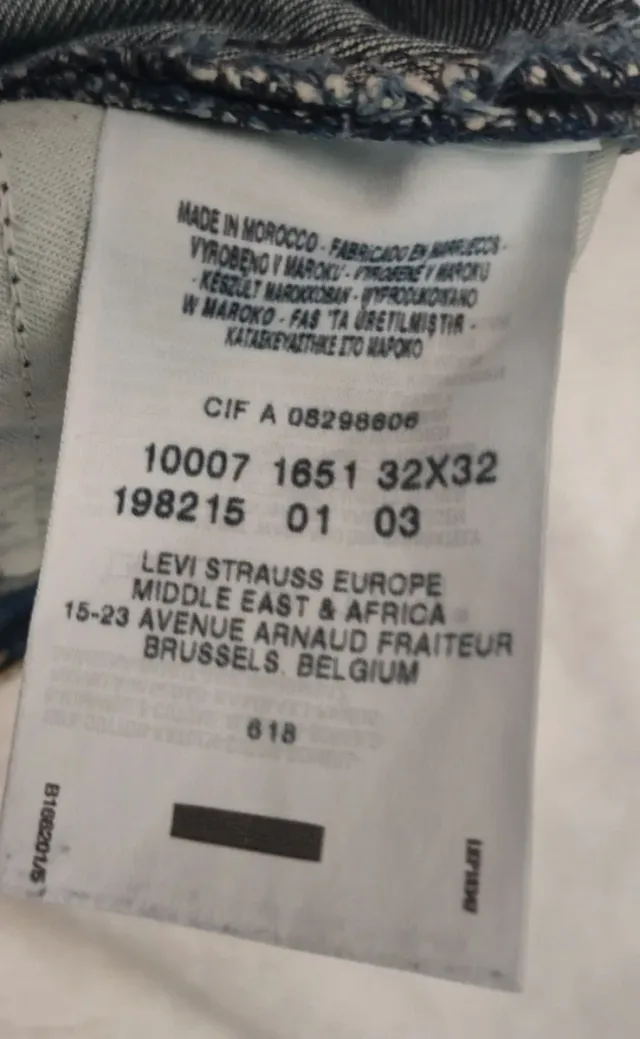 MADE IN MOROCCO - FABRICADO EN MARRUECOS -
VYROBENO V MAROKU - VYROBENÉ V MAROKU
- KÉSZÜLT MAROKKÓBAN - WYPRODUKOWANO
W MAROKO - FAS 'TA ÜRETILMIŞTIR -
ΚΑΤΑΣΚΕΥΑΣΤΗΚΕ ΣΤΟ ΜΑΡΟΚΟ
CIF A 08298606
10007 1651 32X32
198215 01 03
LEVI STRAUSS EUROPE
MIDDLE EAST & AFRICA
15-23 AVENUE ARNAUD FRAITEUR
BRUSSELS. BELGIUM
618